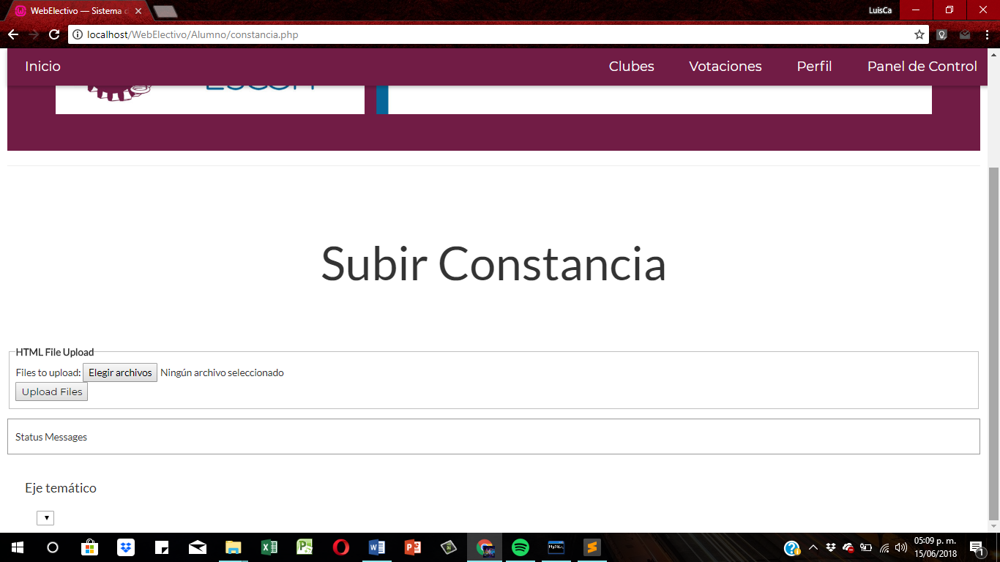 WebElectivo — Sistema d
LuisCa
localhost/WebElectivo/Alumno/constancia.php
Inicio
Clubes
Votaciones
Perfil
Panel de Control
Subir Constancia
HTML File Upload
Files to upload: Elegir archivos Ningún archivo seleccionado
Upload Files
Status Messages
Eje temático
05:09 p. m.
15/06/2018